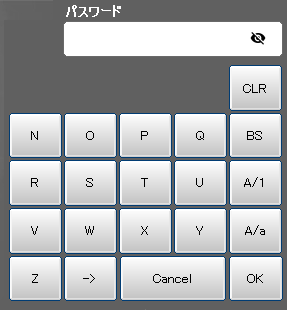 パスワード
CLR
N O P Q BS
R S T U A/1
V W X Y A/a
Z -> Cancel OK